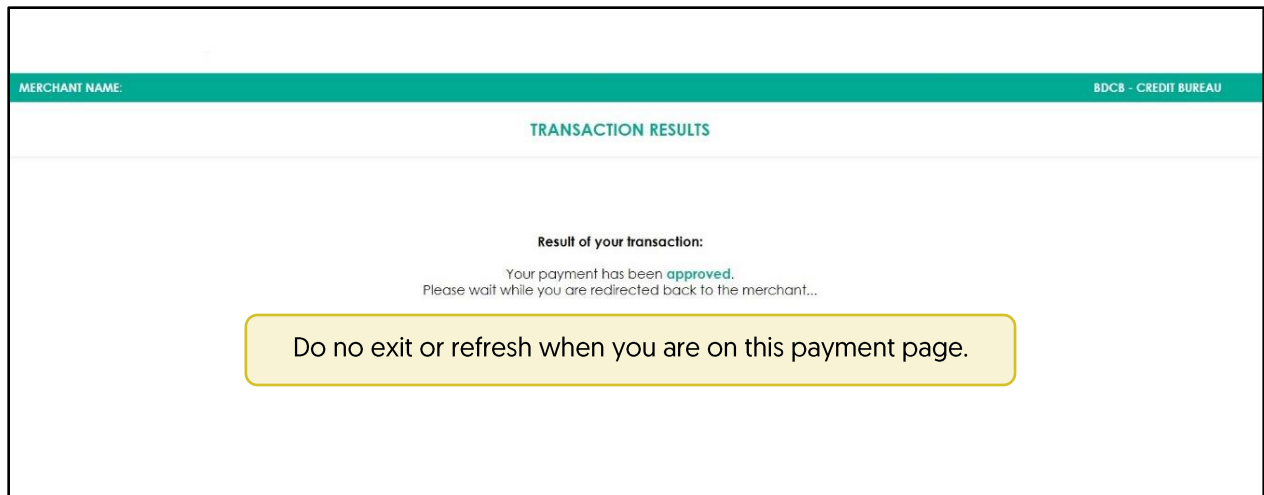 MERCHANT NAME:
BDCB - CREDIT BUREAU
TRANSACTION RESULTS
Result of your transaction:
Your payment has been approved.
Please wait while you are redirected back to the merchant...
Do no exit or refresh when you are on this payment page.